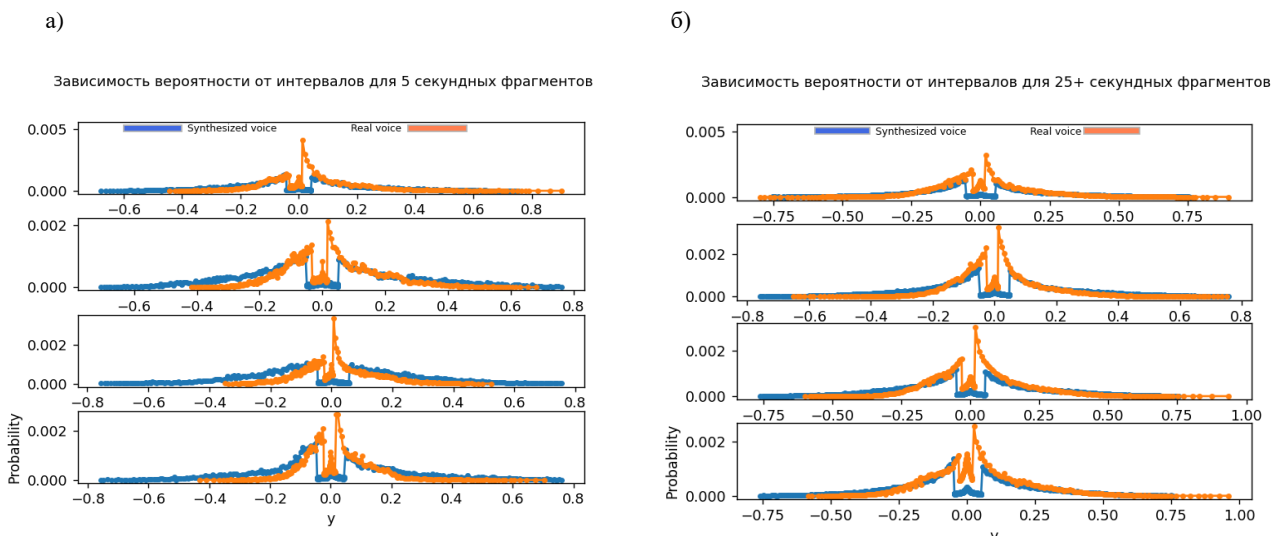 а)
б)
Зависимость вероятности от интервалов для 5 секундных фрагментов
Зависимость вероятности от интервалов для 25+ секундных фрагментов
Synthesized voice Real voice
0.005
0.000
−0.6 −0.4 −0.2 0.0 0.2 0.4 0.6 0.8
0.002
0.000
−0.6 −0.4 −0.2 0.0 0.2 0.4 0.6 0.8
0.002
0.000
−0.8 −0.6 −0.4 −0.2 0.0 0.2 0.4 0.6 0.8
0.002
0.000
−0.8 −0.6 −0.4 −0.2 0.0 0.2 0.4 0.6 0.8
Probability
y
Synthesized voice Real voice
0.005
0.000
−0.75 −0.50 −0.25 0.00 0.25 0.50 0.75
0.002
0.000
−0.8 −0.6 −0.4 −0.2 0.0 0.2 0.4 0.6 0.8
0.002
0.000
−0.75 −0.50 −0.25 0.00 0.25 0.50 0.75 1.00
0.002
0.000
−0.75 −0.50 −0.25 0.00 0.25 0.50 0.75 1.00
Probability